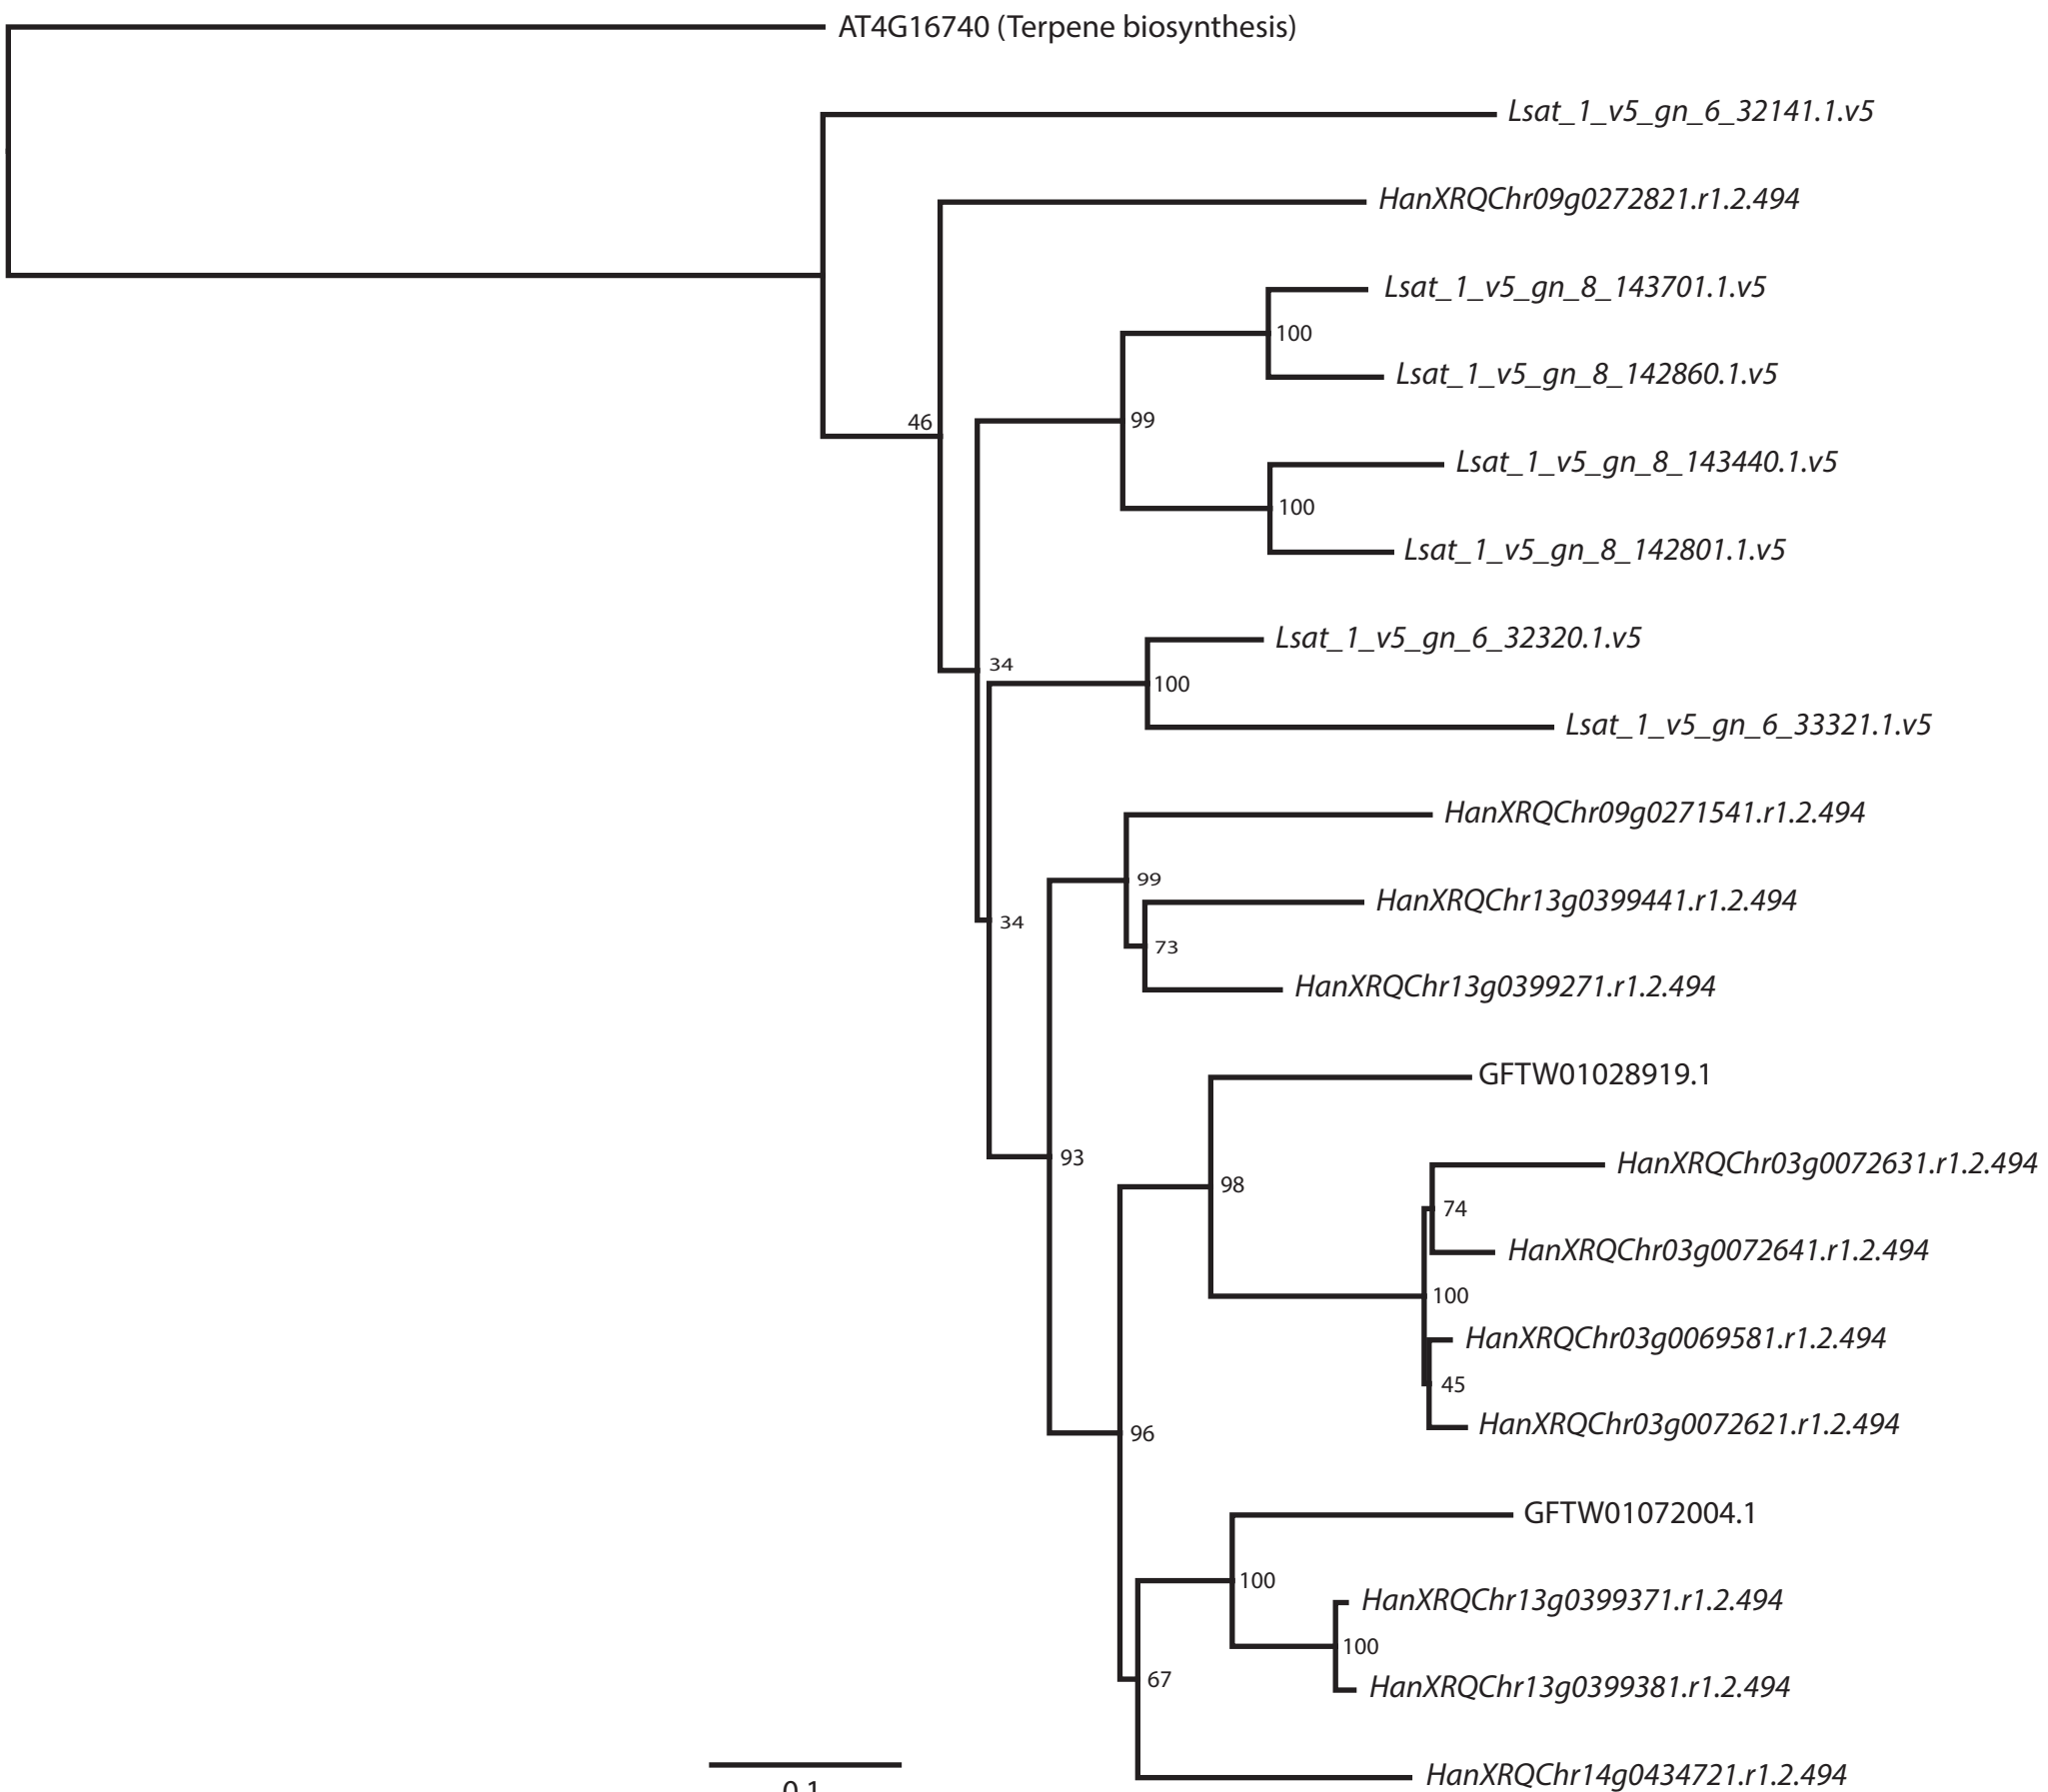 AT4G16740 (Terpene biosynthesis)
Lsat_1_v5_gn_6_32141.1.v5
HanXRQChr09g0272821.r1.2.494
Lsat_1_v5_gn_8_143701.1.v5
100
Lsat_1_v5_gn_8_142860.1.v5
46
99
Lsat_1_v5_gn_8_143440.1.v5
100
Lsat_1_v5_gn_8_142801.1.v5
Lsat_1_v5_gn_6_32320.1.v5
34
100
Lsat_1_v5_gn_6_33321.1.v5
HanXRQChr09g0271541.r1.2.494
99
HanXRQChr13g0399441.r1.2.494
34
73
HanXRQChr13g0399271.r1.2.494
GFTW01028919.1
93
HanXRQChr03g0072631.r1.2.494
98
74
HanXRQChr03g0072641.r1.2.494
100
HanXRQChr03g0069581.r1.2.494
45
HanXRQChr03g0072621.r1.2.494
96
GFTW01072004.1
100
HanXRQChr13g0399371.r1.2.494
100
67
HanXRQChr13g0399381.r1.2.494
HanXRQChr14g0434721.r1.2.494
0.1